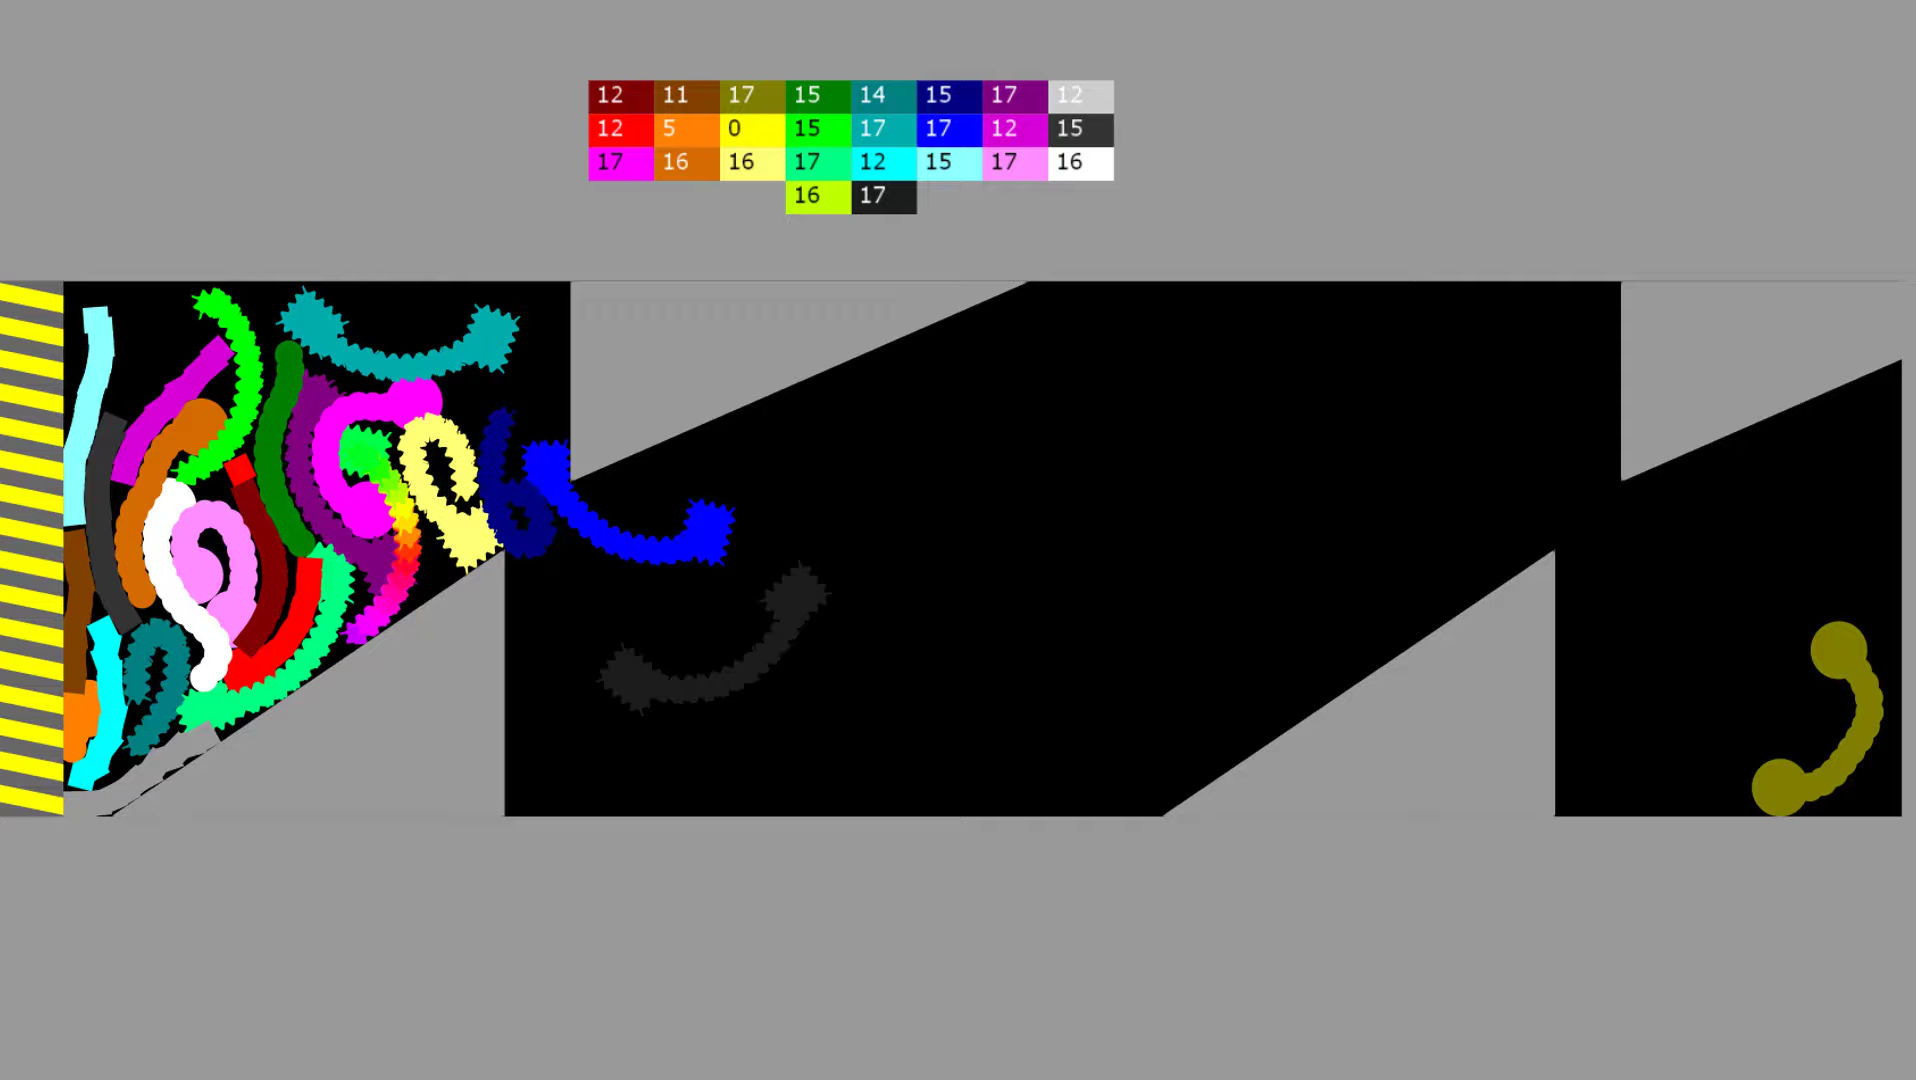 12 11 17 15 14 15 17 12
12 5 0 15 17 17 12 15
17 16 16 17 12 15 17 16
16 17